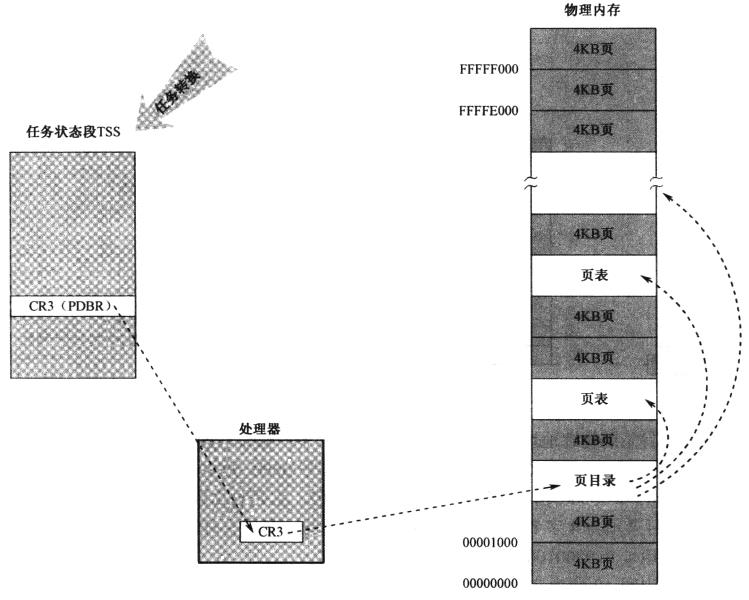 物理内存
4KB页
FFFFF000
4KB页
FFFFE000
4KB页
任务转换
任务状态段TSS
4KB页
页表
CR3（PDBR）
4KB页
4KB页
页表
处理器
4KB页
页目录
CR3
4KB页
00001000
4KB页
00000000